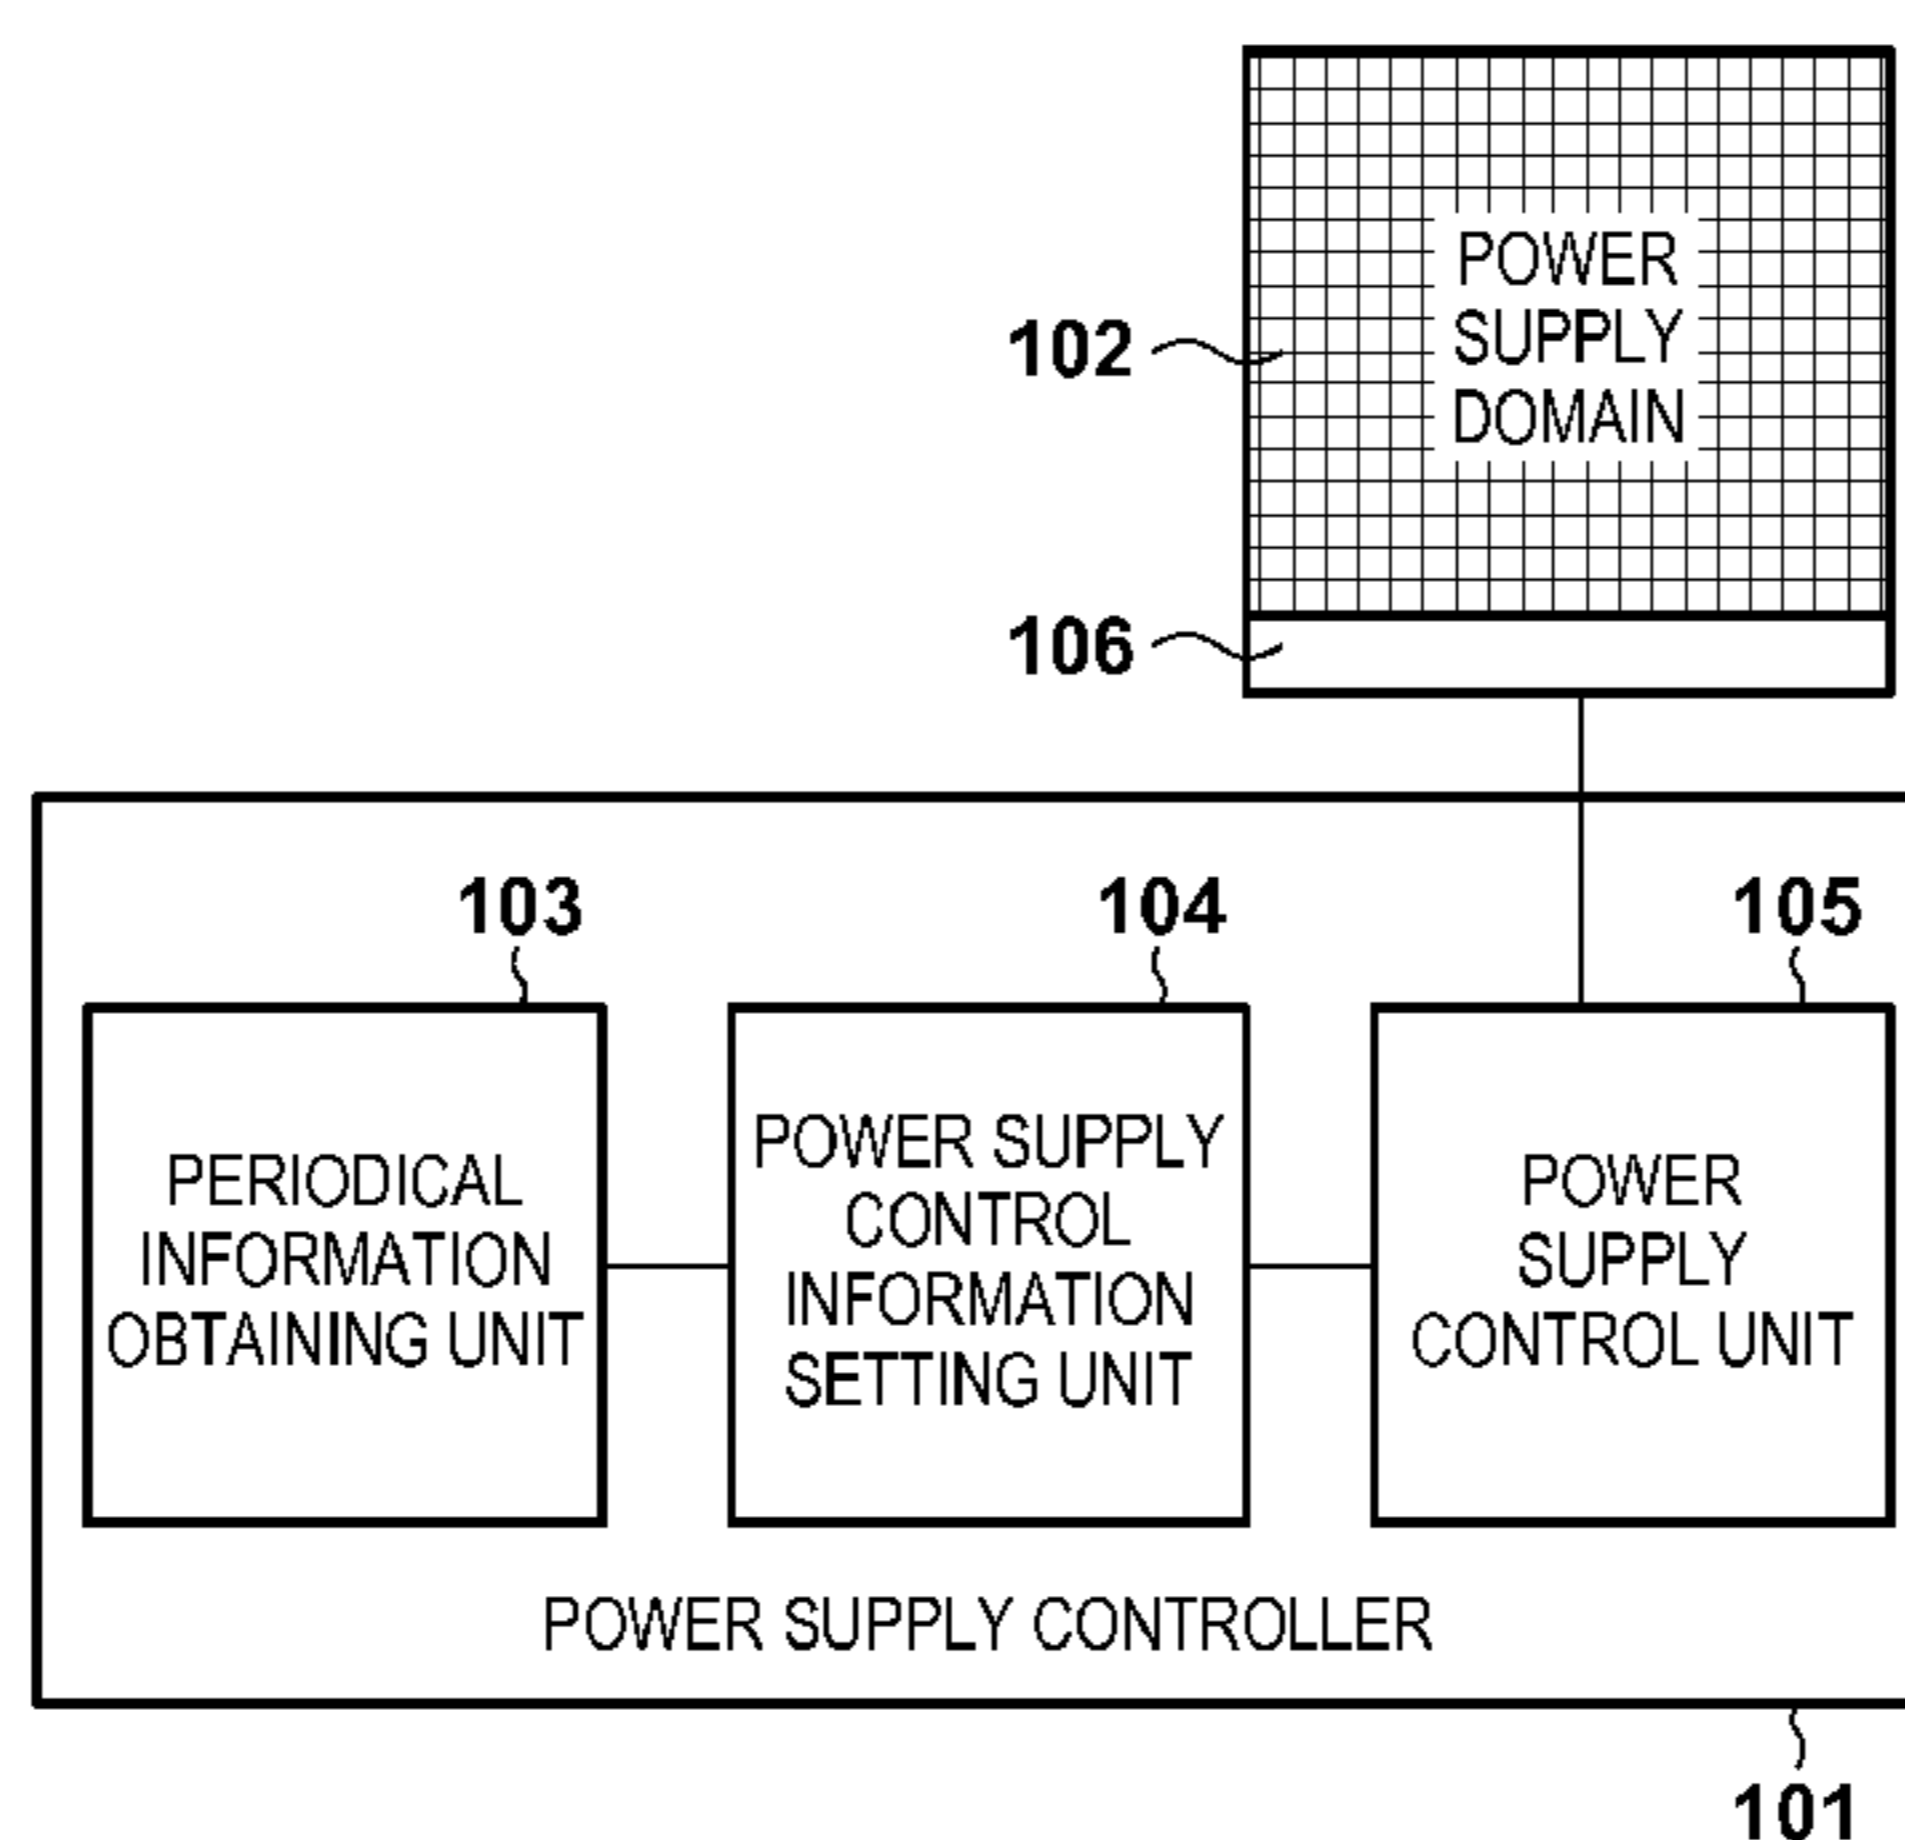 POWER
SUPPLY
DOMAIN
102
106
103
104
105
PERIODICAL
INFORMATION
OBTAINING UNIT
POWER SUPPLY
CONTROL
INFORMATION
SETTING UNIT
POWER
SUPPLY
CONTROL UNIT
POWER SUPPLY CONTROLLER
101